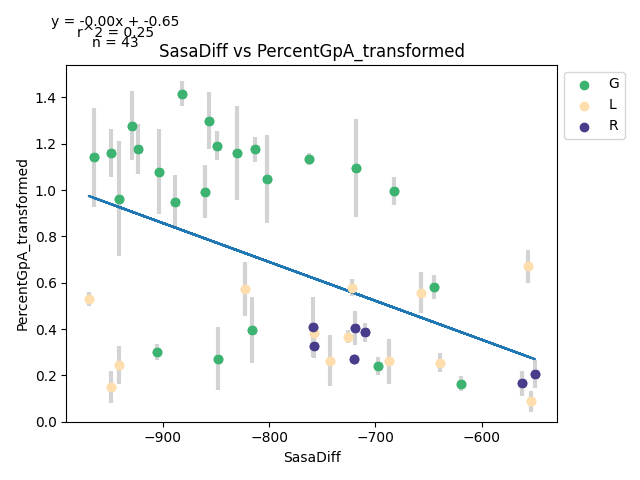 y = -0.00x + -0.65
r^2 = 0.25
n = 43
SasaDiff vs PercentGpA_transformed
G
L
R
PercentGpA_transformed
1.4
1.2
1.0
0.8
0.6
0.4
0.2
0.0
−900
−800
−700
−600
SasaDiff